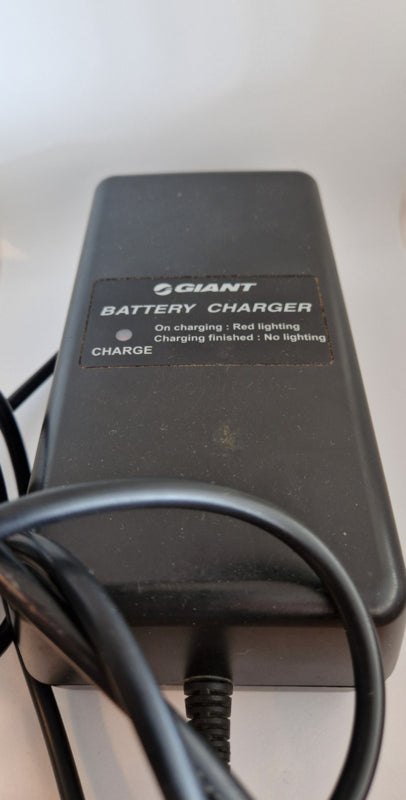 GIANT
BATTERY CHARGER
On charging : Red lighting
Charging finished : No lighting
CHARGE